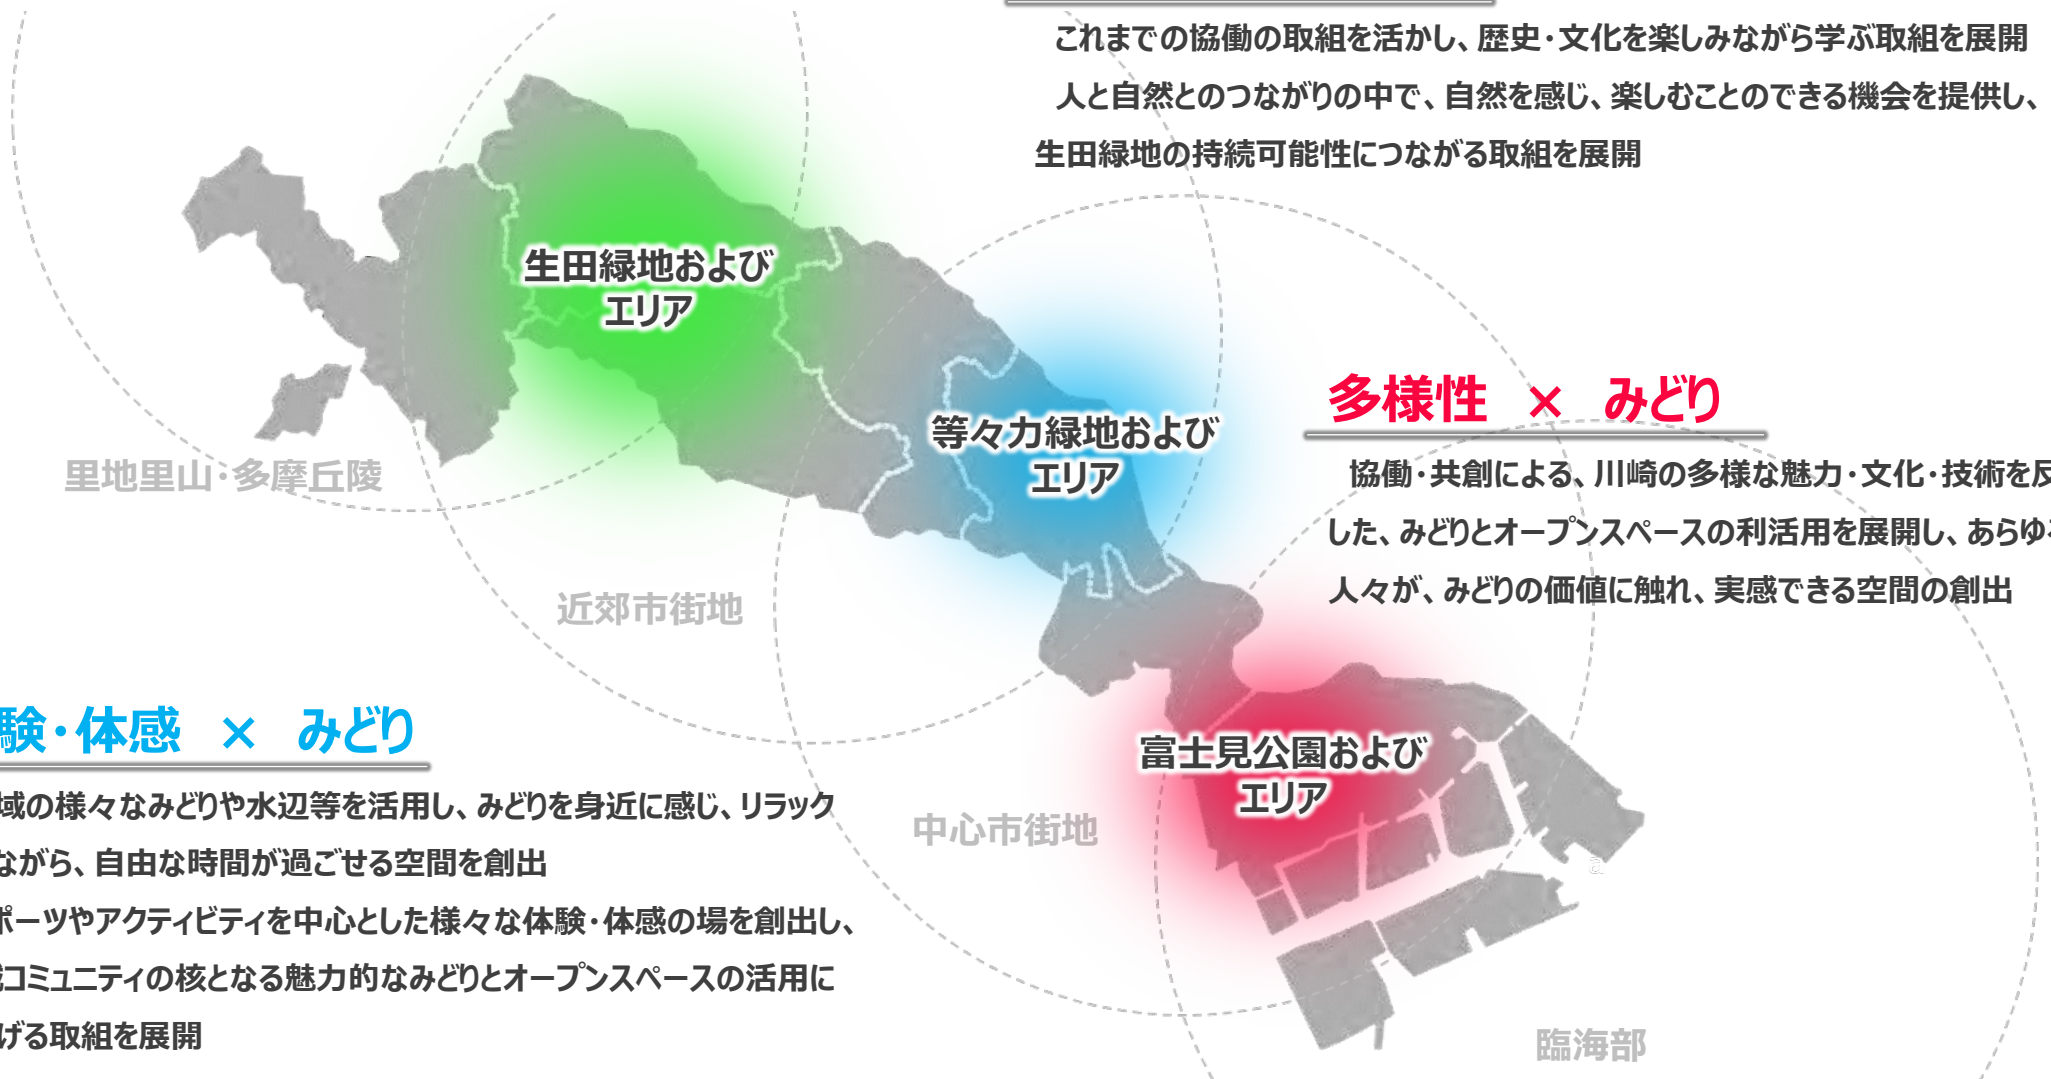 これまでの協働の取組を活かし、歴史・文化を楽しみながら学ぶ取組を展開
人と自然とのつながりの中で、自然を感じ、楽しむことのできる機会を提供し、
生田緑地の持続可能性につながる取組を展開
生田緑地および
エリア
等々力緑地および
エリア
多様性 × みどり
協働・共創による、川崎の多様な魅力・文化・技術を反
した、みどりとオープンスペースの利活用を展開し、あらゆ
人々が、みどりの価値に触れ、実感できる空間の創出
里地里山・多摩丘陵
近郊市街地
験・体感 × みどり
域の様々なみどりや水辺等を活用し、みどりを身近に感じ、リラック
ながら、自由な時間が過ごせる空間を創出
ポーツやアクティビティを中心とした様々な体験・体感の場を創出し、
コミュニティの核となる魅力的なみどりとオープンスペースの活用に
げる取組を展開
富士見公園および
エリア
中心市街地
a
臨海部